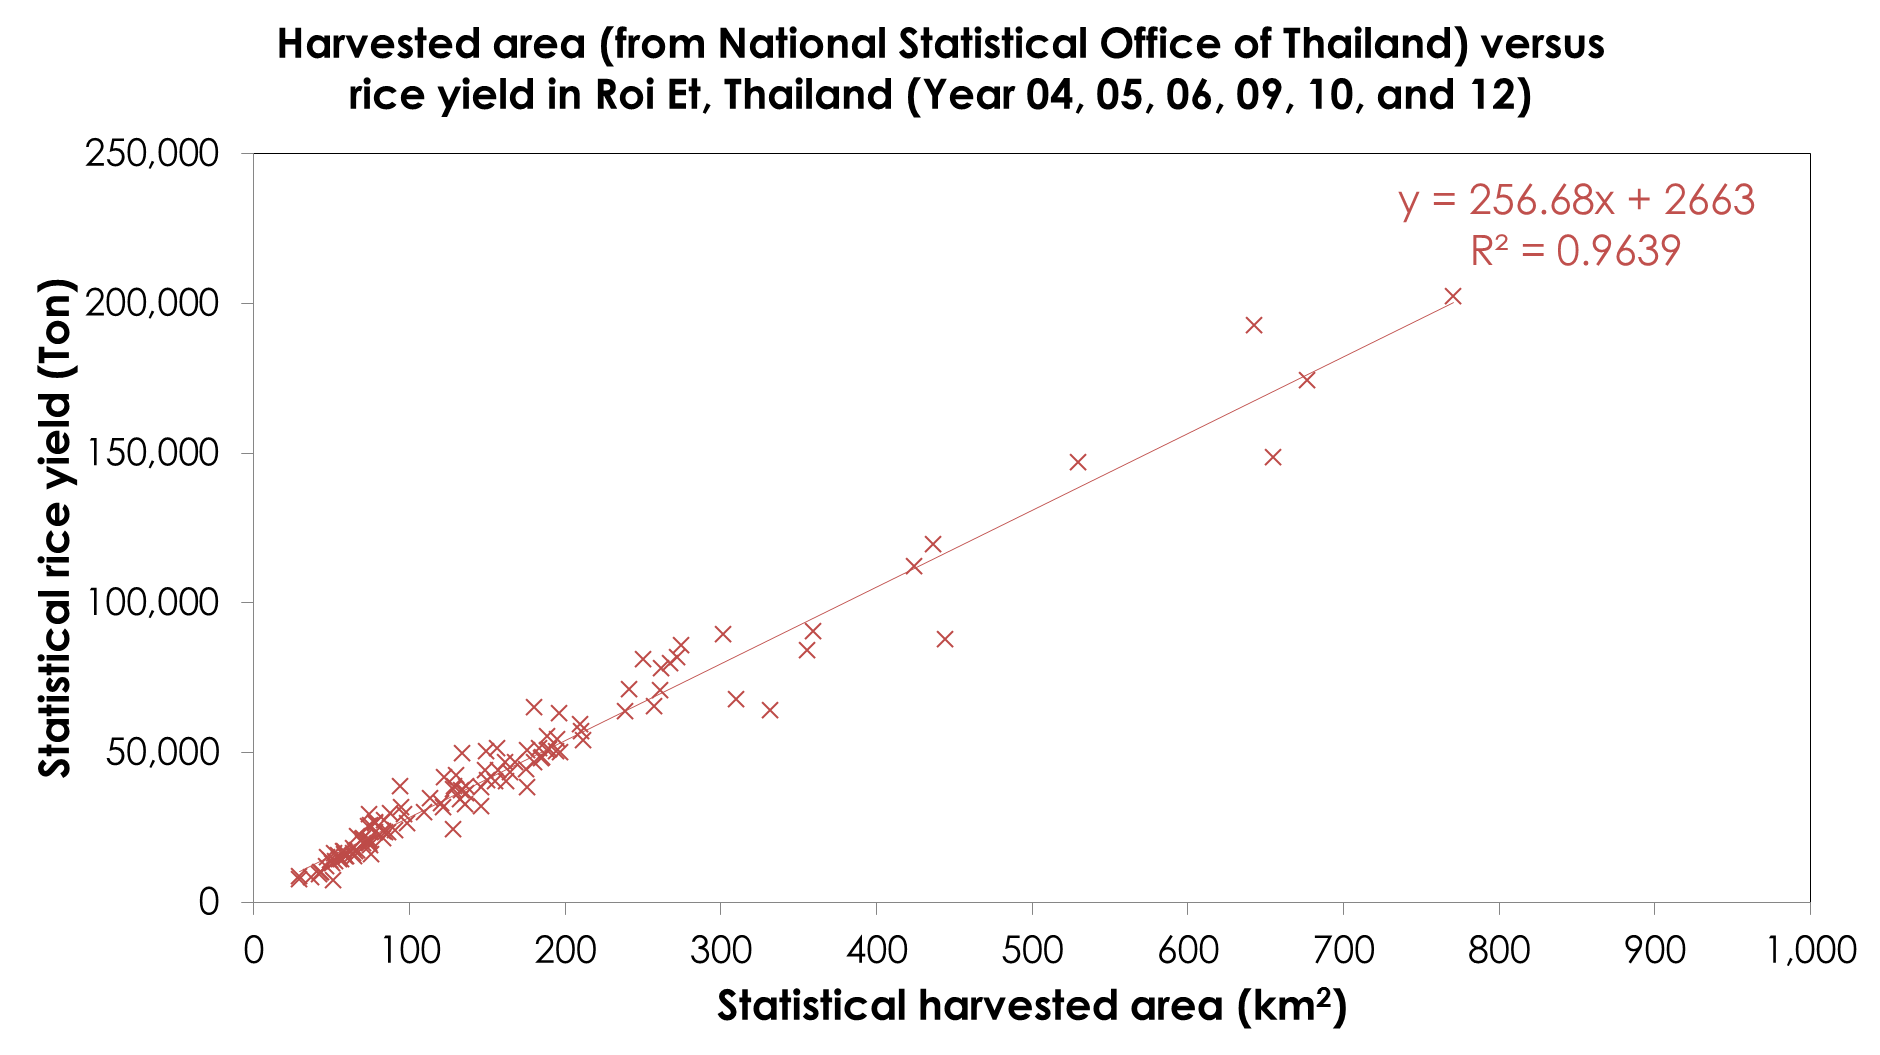 Harvested area (from National Statistical Office of Thailand) versus
rice yield in Roi Et, Thailand (Year 04, 05, 06, 09, 10, and 12)
250,000
y = 256.68x + 2663
R² = 0.9639
200,000
150,000
100,000
50,000
0
Statistical rice yield (Ton)
0 100 200 300 400 500 600 700 800 900 1,000
Statistical harvested area (km²)